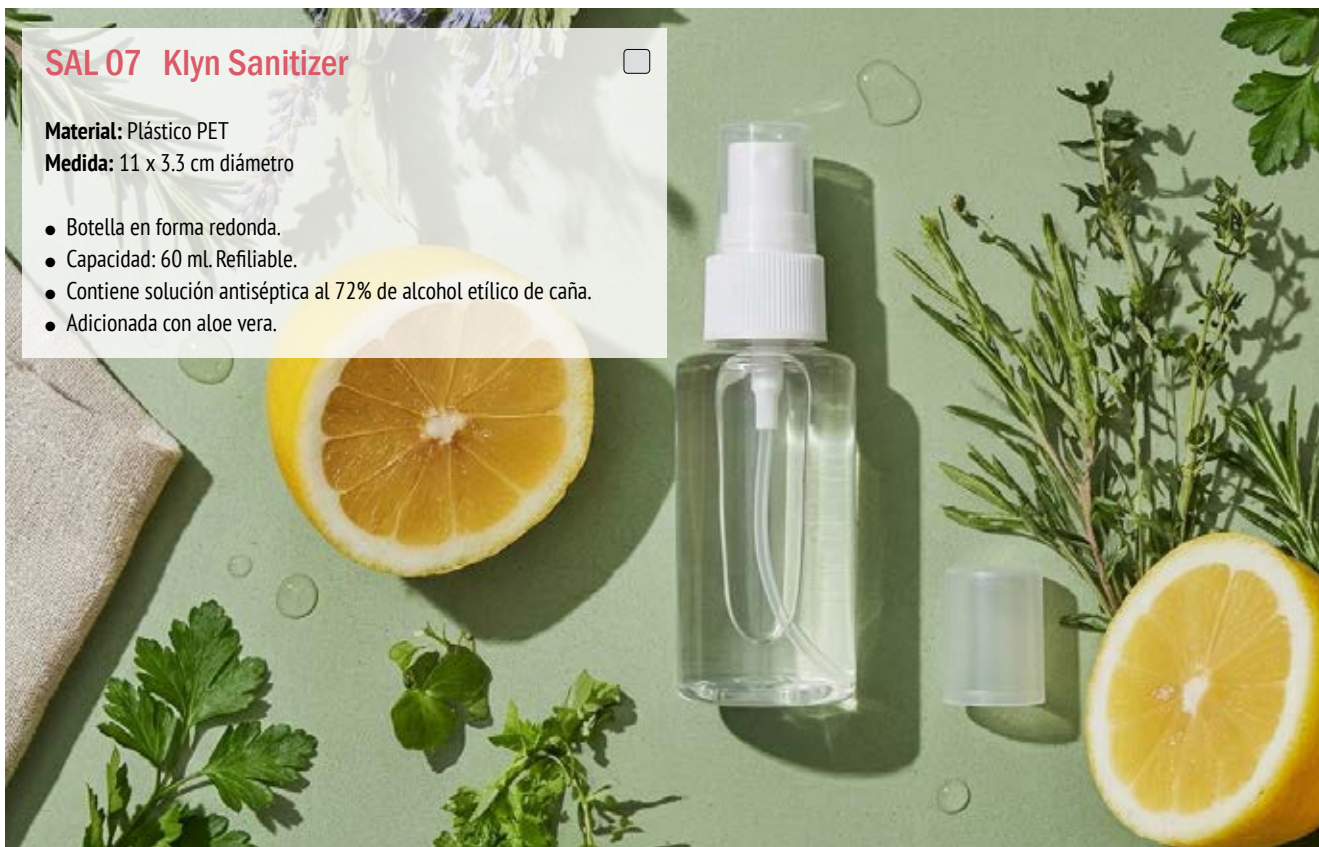 SAL 07 Klyn Sanitizer
Material: Plástico PET
Medida: 11 x 3.3 cm diámetro
● Botella en forma redonda.
● Capacidad: 60 ml. Refiliable.
● Contiene solución antiséptica al 72% de alcohol etílico de caña.
● Adicionada con aloe vera.